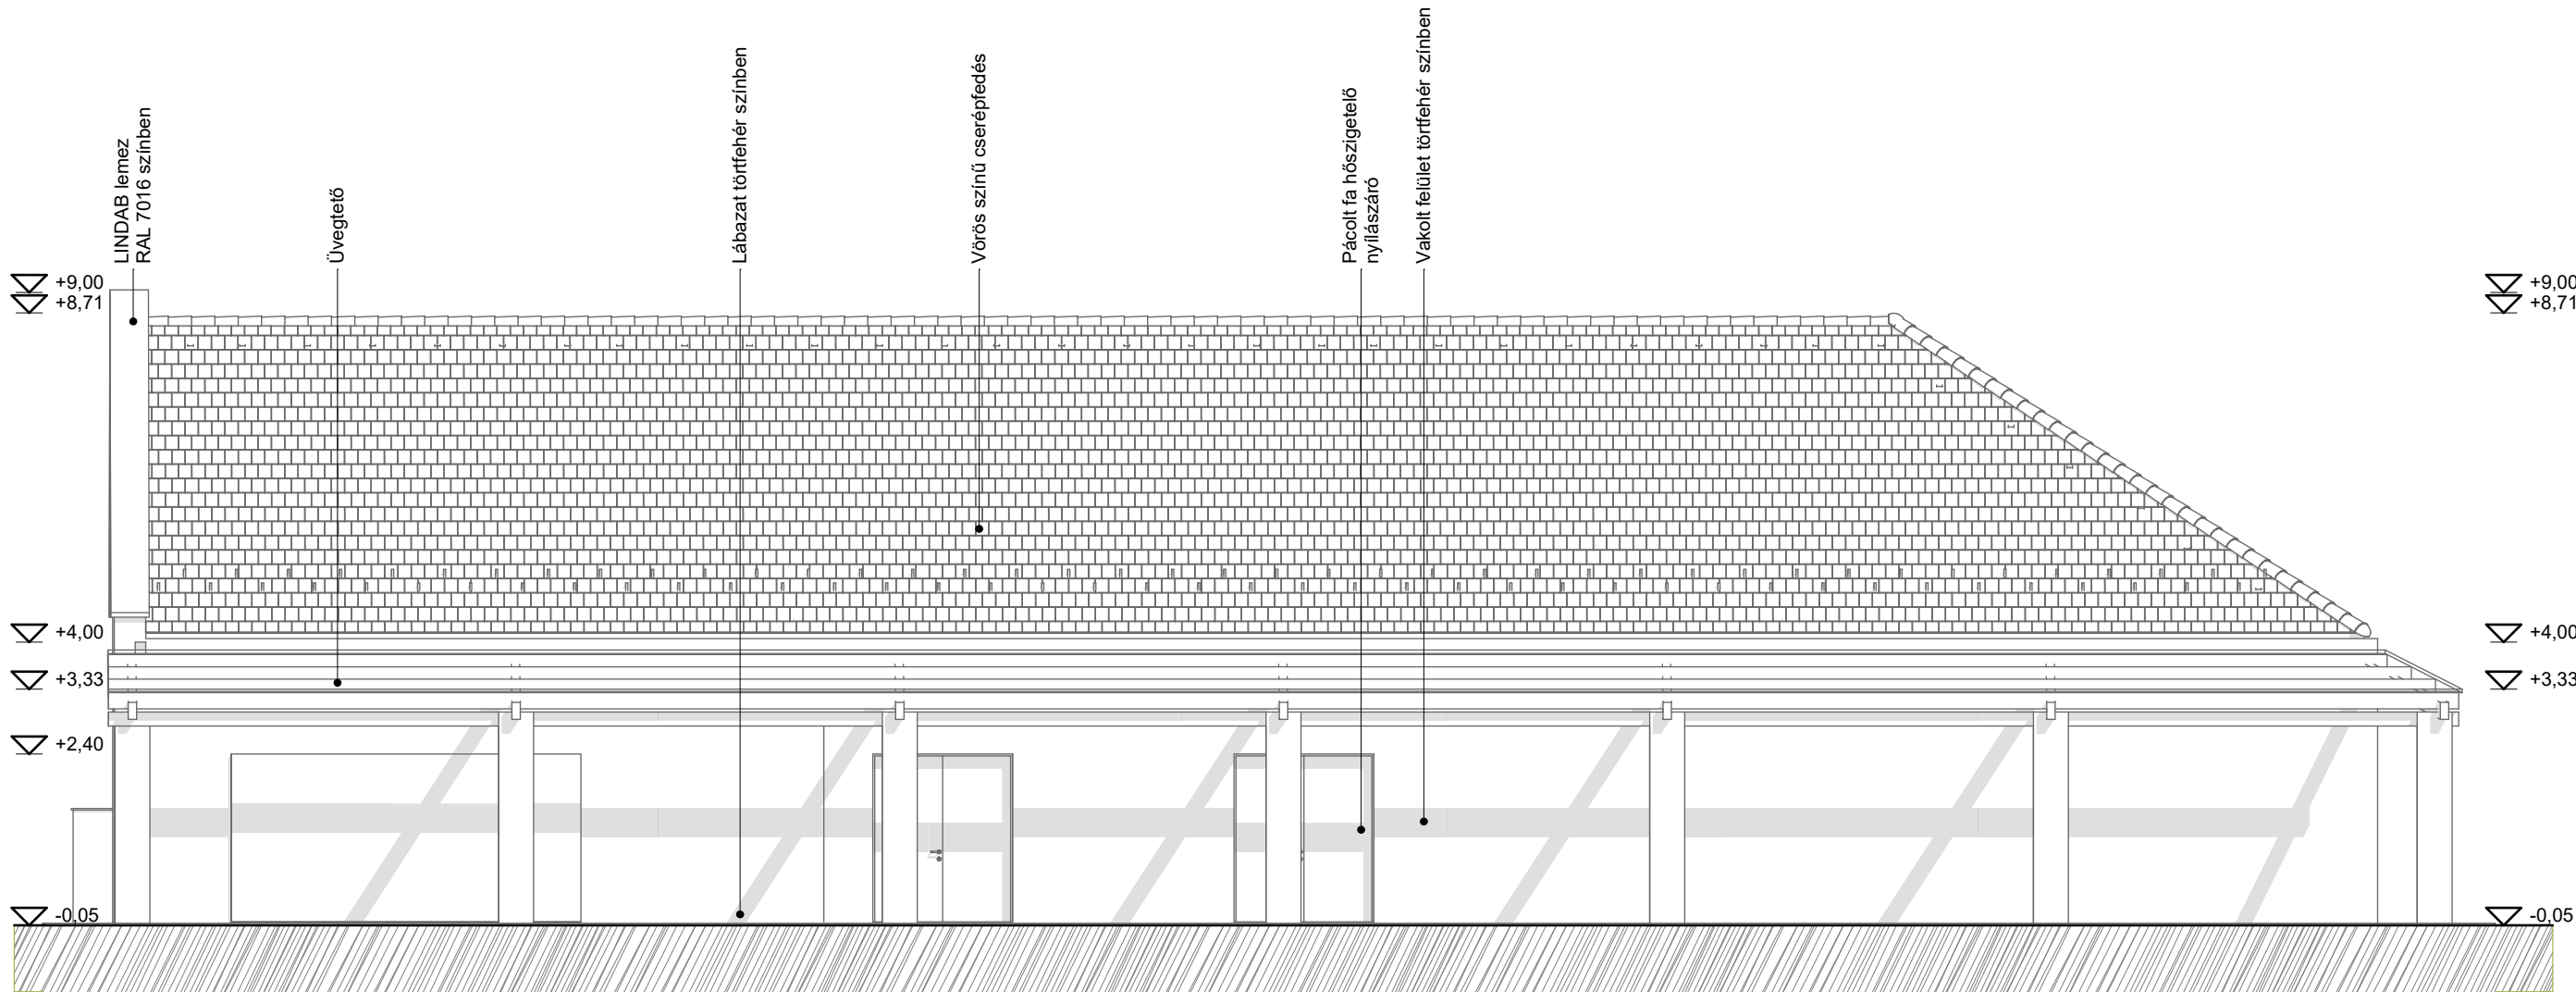 LINDAB lemez
RAL 7016 színben
Üvegtető
Lábazat törtfehér színben
Vörös színű cserépfedés
Pácolt fa hőszigetelő
nyílászáró
Vakolt felület törtfehér színben
+9,00
+8,71
+4,00
+3,33
+2,40
-0,05
+9,00
+8,71
+4,00
+3,33
-0,05